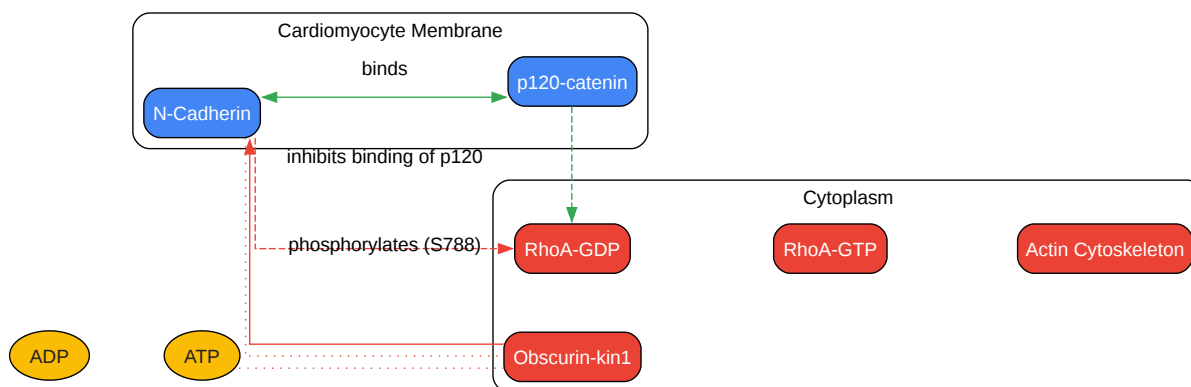 Cardiomyocyte Membrane
binds
p120-catenin
N-Cadherin
inhibits binding of p120
Cytoplasm
phosphorylates (S788)
RhoA-GDP
RhoA-GTP
Actin Cytoskeleton
ADP
ATP
Obscurin-kin1